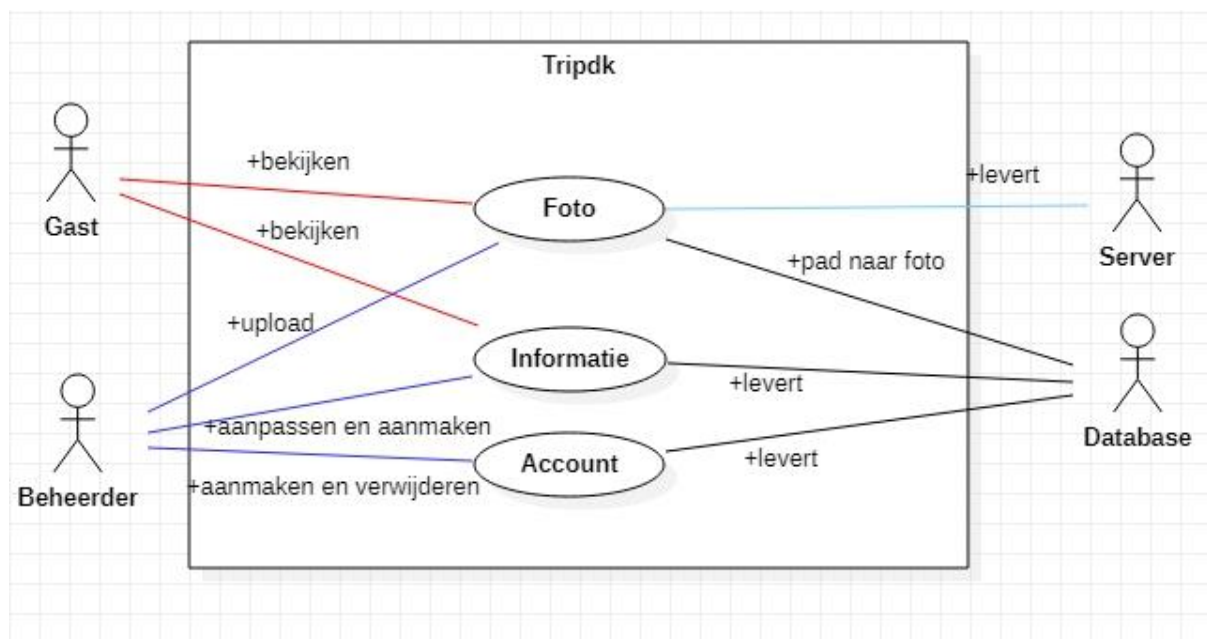 Tripdk
+bekijken
+levert
Foto
Gast
+bekijken
Server
+pad naar foto
+upload
Informatie
+levert
+aanpassen en aanmaken
Database
Account
+levert
+aanmaken en verwijderen
Beheerder